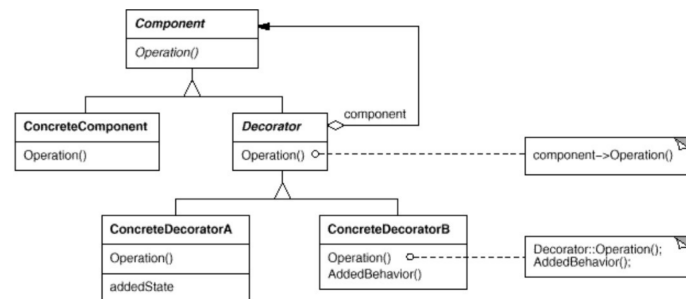 Component
Operation()
component
ConcreteComponent
Operation()
Decorator
Operation()
component->Operation()
ConcreteDecoratorA
Operation()
addedState
ConcreteDecoratorB
Operation()
AddedBehavior()
Decorator::Operation();
AddedBehavior();